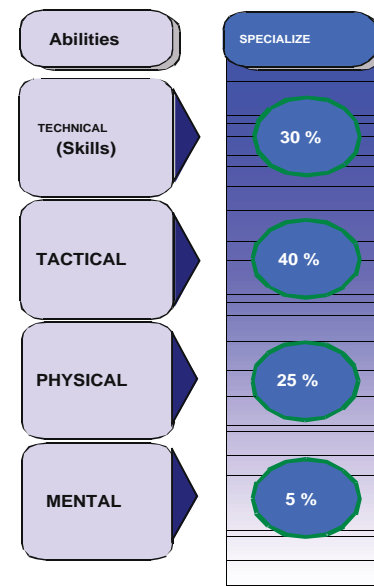 Abilities
SPECIALIZE
TECHNICAL
(Skills)
30 %
TACTICAL
40 %
PHYSICAL
25 %
MENTAL
5 %